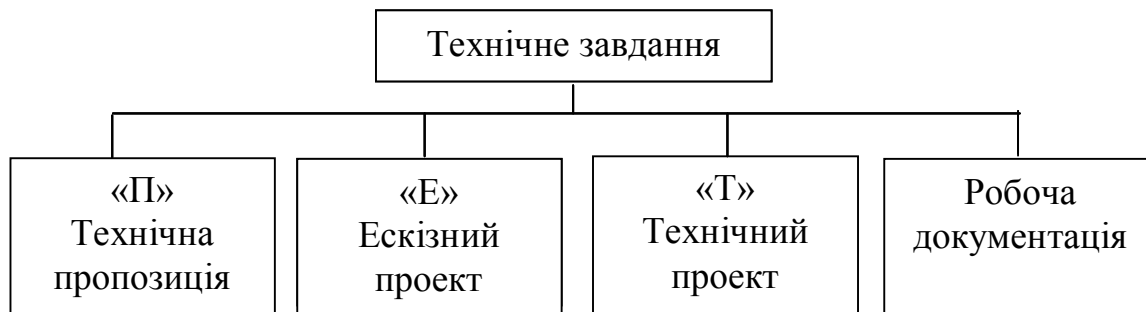 Технічне завдання
«П»
Технічна
пропозиція
«Е»
Ескізний
проект
«Т»
Технічний
проект
Робоча
документація